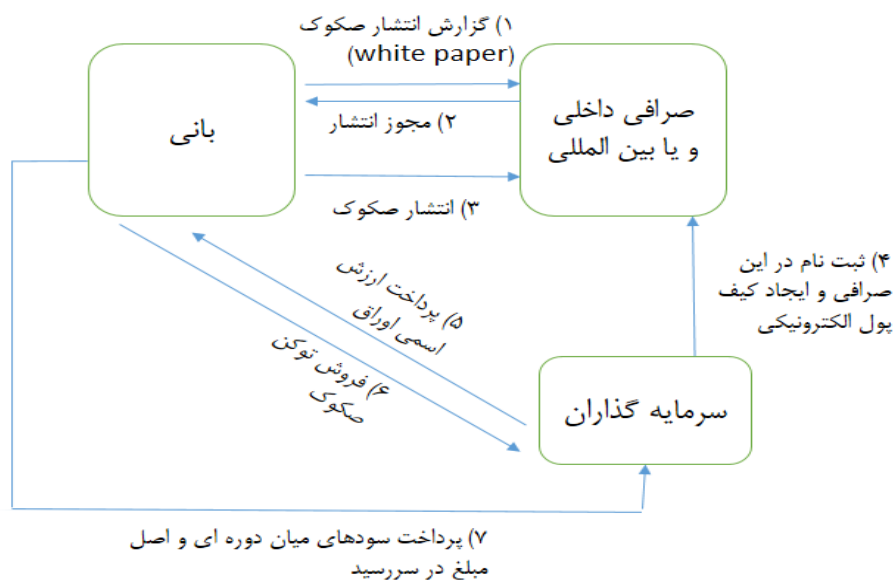 ۱) گزارش انتشار صکوک
(white paper)
بانی
صرافی داخلی
و یا بین المللی
۲) مجوز انتشار
۳) انتشار صکوک
۴) ثبت نام در این
صرافی و ایجاد کیف
پول الکترونیکی
۵) پرداخت ارزش
اسمی اوراق
۶) فروش توکن
صکوک
سرمایه گذاران
۷) پرداخت سودهای میان دوره ای و اصل
مبلغ در سررسید